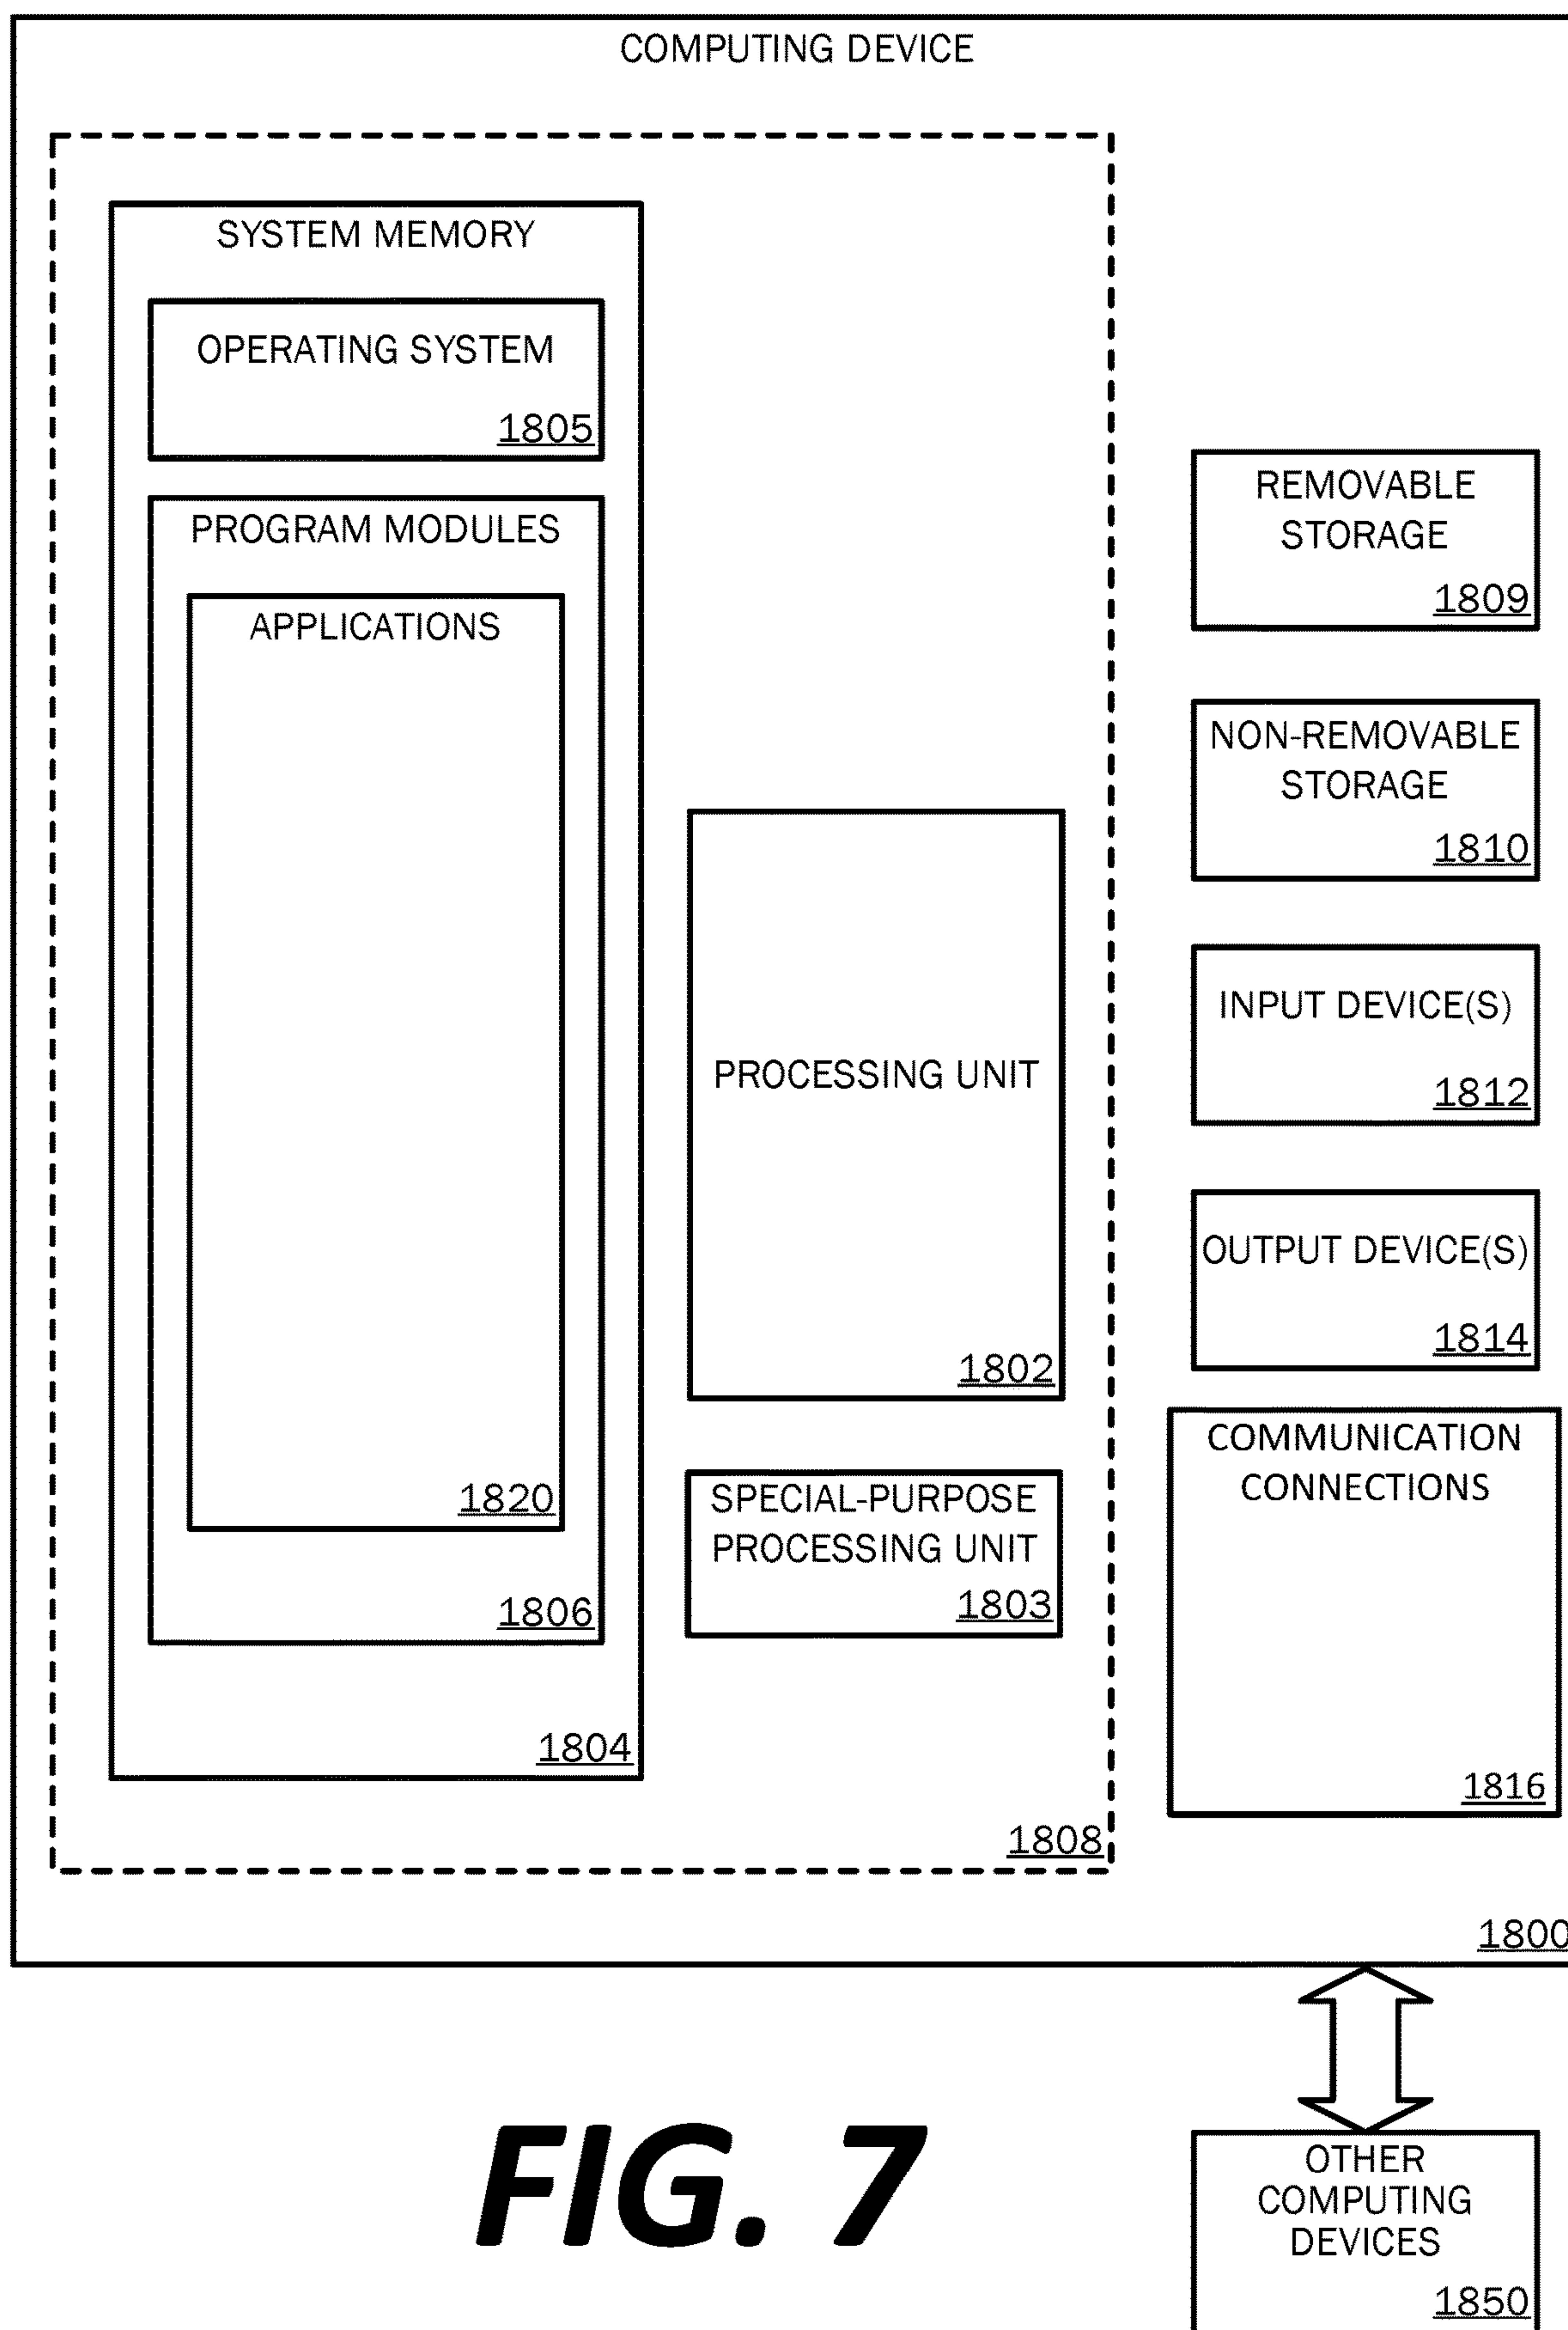 COMPUTING DEVICE
SYSTEM MEMORY
OPERATING SYSTEM
1805
PROGRAM MODULES
APPLICATIONS
1820
1806
1804
PROCESSING UNIT
1802
SPECIAL-PURPOSE
PROCESSING UNIT
1803
1808
REMOVABLE
STORAGE
1809
NON-REMOVABLE
STORAGE
1810
INPUT DEVICE(S)
1812
OUTPUT DEVICE(S)
1814
COMMUNICATION
CONNECTIONS
1816
1800
OTHER
COMPUTING
DEVICES
1850
FIG. 7